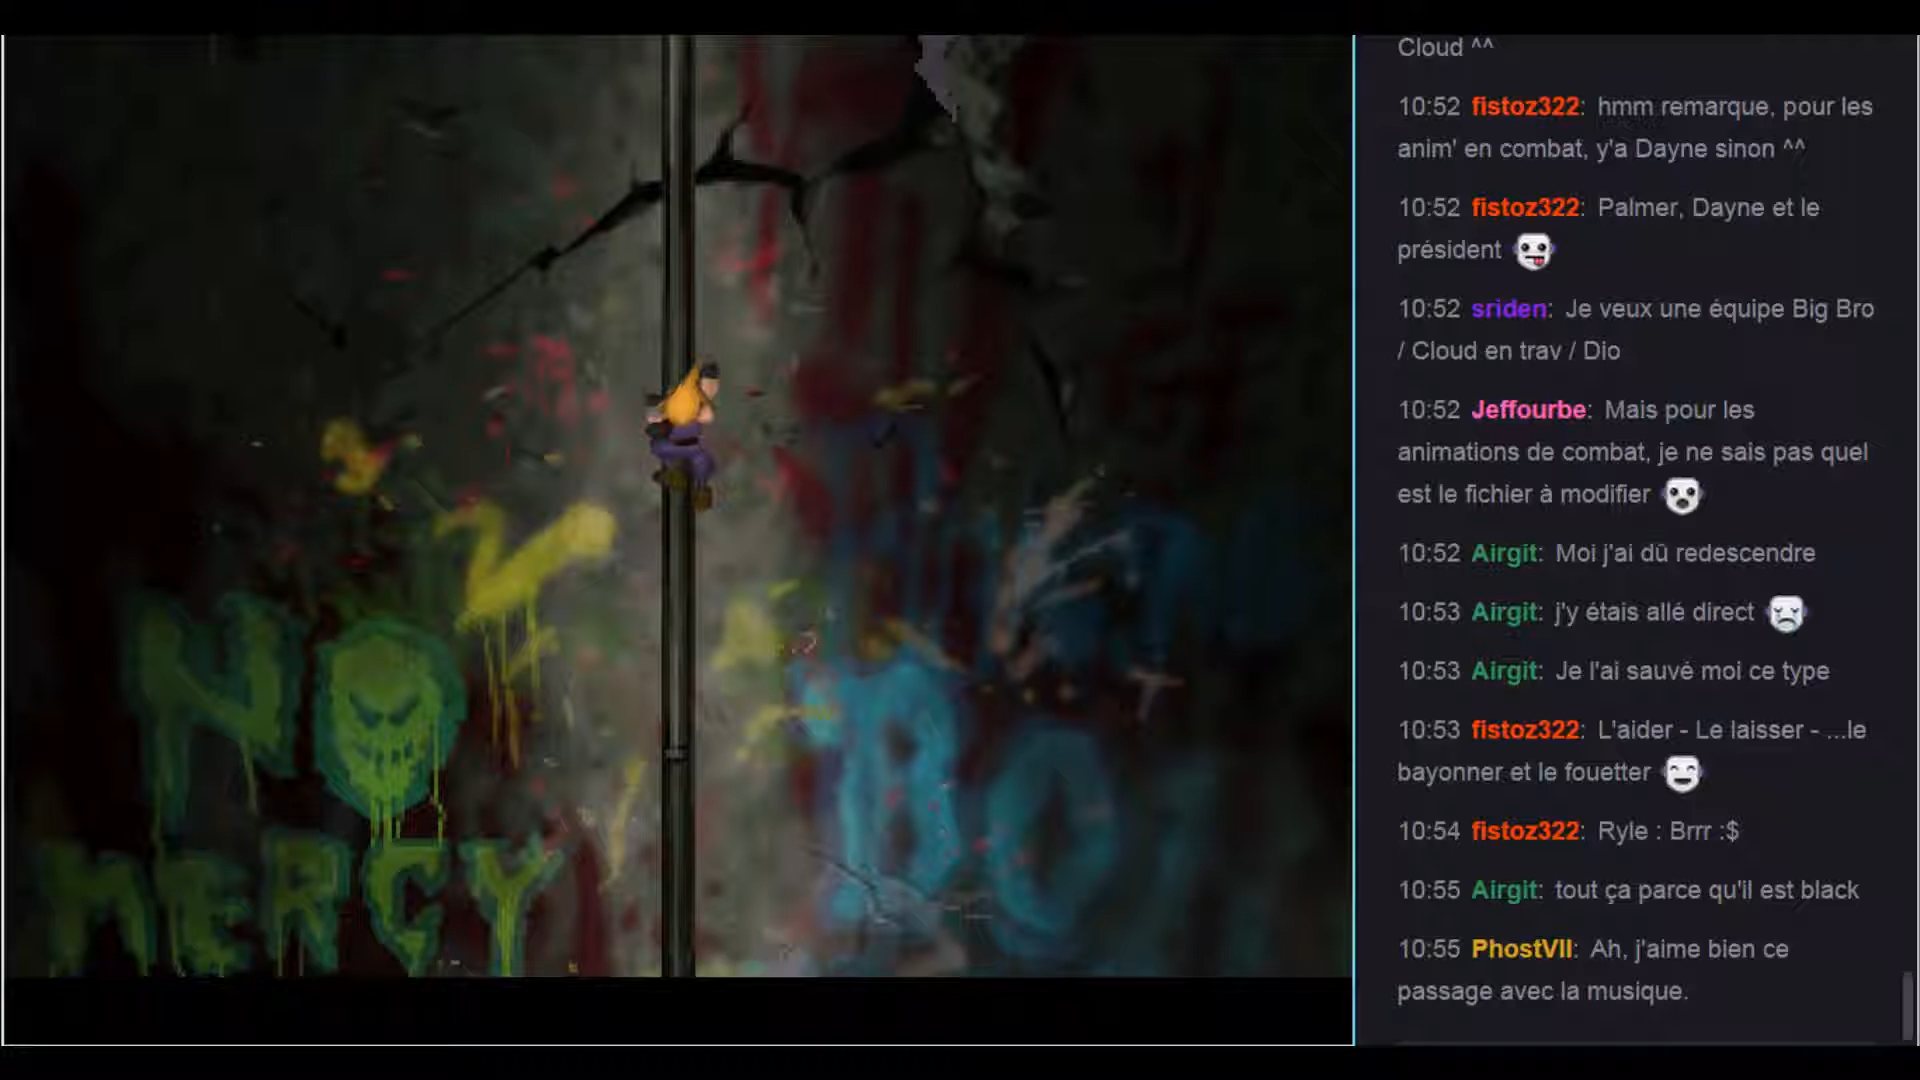 NO
MERCY
Cloud ^^
10:52 fistoz322: hmm remarque, pour les
anim' en combat, y'a Dayne sinon ^^
10:52 fistoz322: Palmer, Dayne et le
président
10:52 sriden: Je veux une équipe Big Bro
/ Cloud en trav / Dio
10:52 Jeffourbe: Mais pour les
animations de combat, je ne sais pas quel
est le fichier à modifier
10:52 Airgit: Moi j'ai dû redescendre
10:53 Airgit: j'y étais allé direct
10:53 Airgit: Je l'ai sauvé moi ce type
10:53 fistoz322: L'aider - Le laisser - ...le
bayonner et le fouetter
10:54 fistoz322: Ryle : Brrr :$
10:55 Airgit: tout ça parce qu'il est black
10:55 PhostVII: Ah, j'aime bien ce
passage avec la musique.